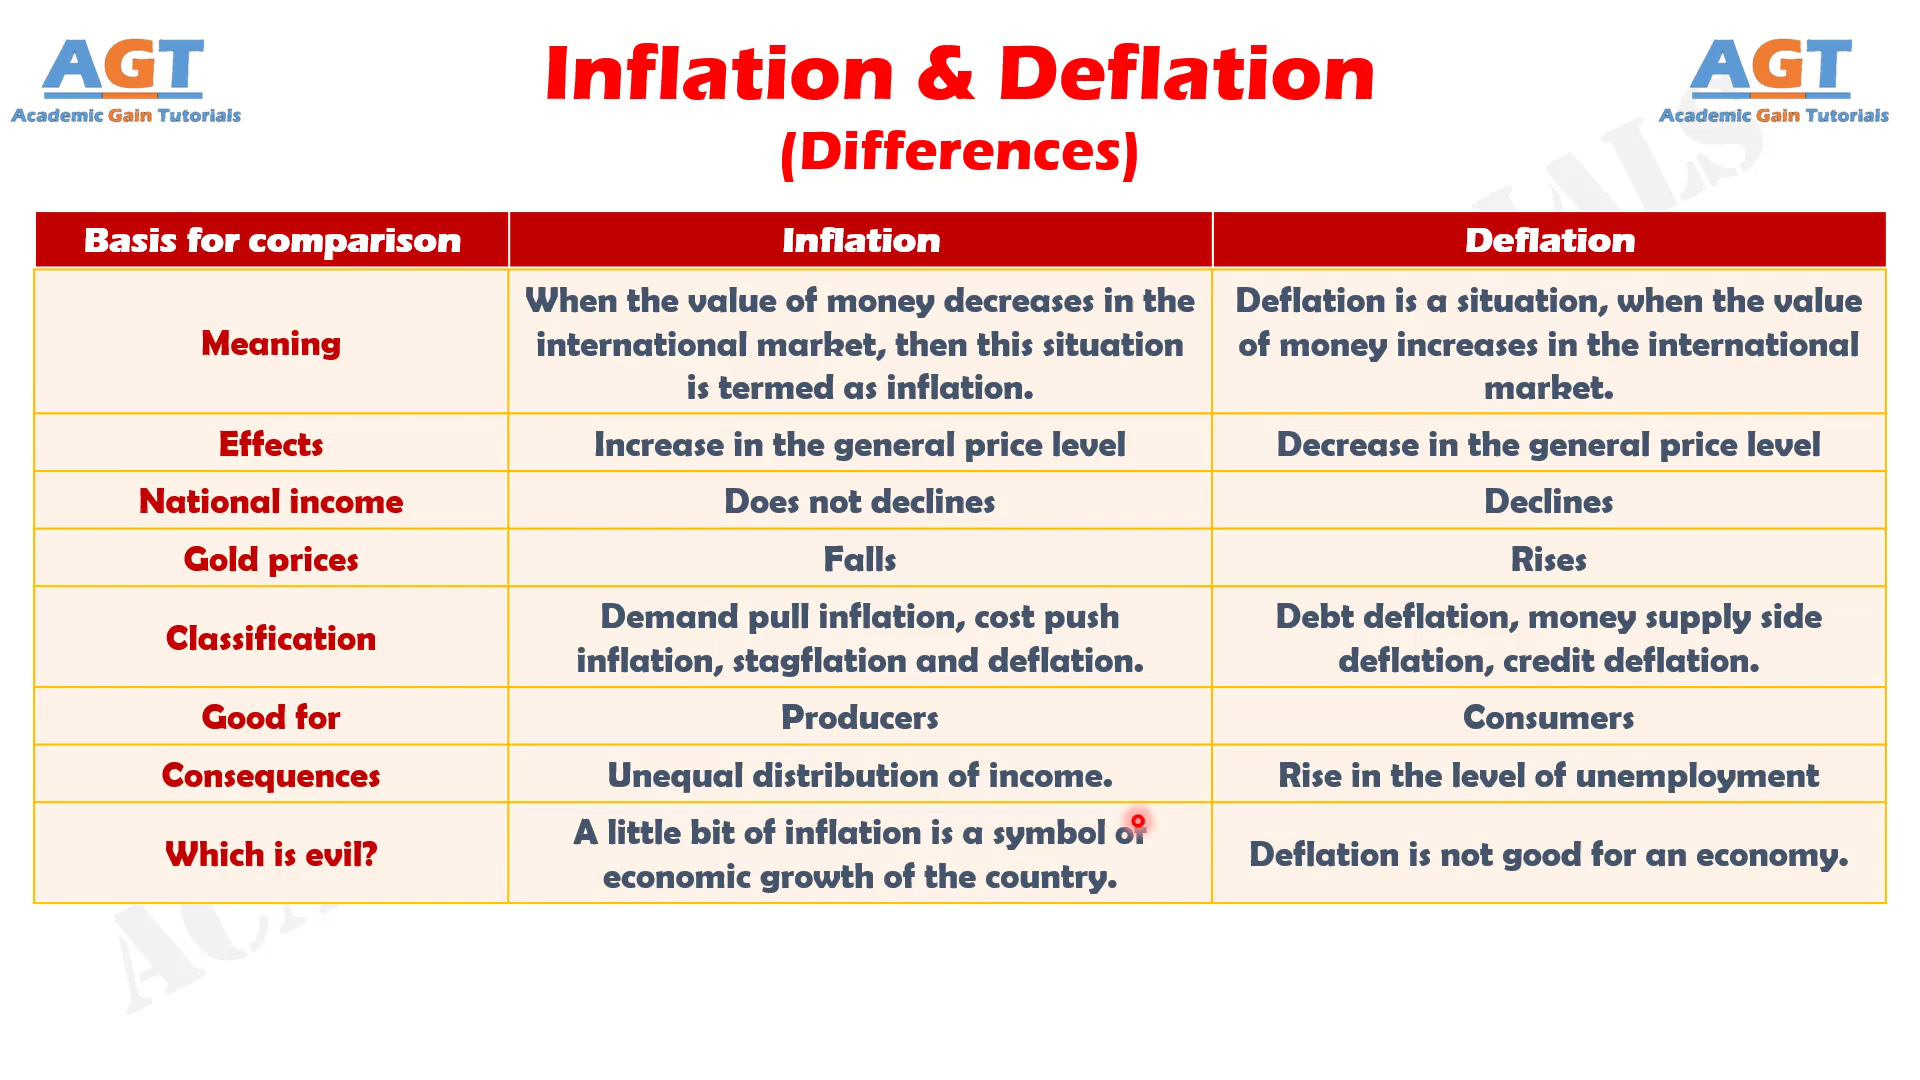 AGT
Academic Gain Tutorials
Inflation & Deflation
(Differences)
AGT
Academic Gain Tutorials
Basis for comparison
Inflation
Deflation
Meaning
When the value of money decreases in the
international market, then this situation
is termed as inflation.
Deflation is a situation, when the value
of money increases in the international
market.
Effects
Increase in the general price level
Decrease in the general price level
National income
Does not declines
Declines
Gold prices
Falls
Rises
Classification
Demand pull inflation, cost push
inflation, stagflation and deflation.
Debt deflation, money supply side
deflation, credit deflation.
Good for
Producers
Consumers
Consequences
Unequal distribution of income.
Rise in the level of unemployment
Which is evil?
A little bit of inflation is a symbol of
economic growth of the country.
Deflation is not good for an economy.